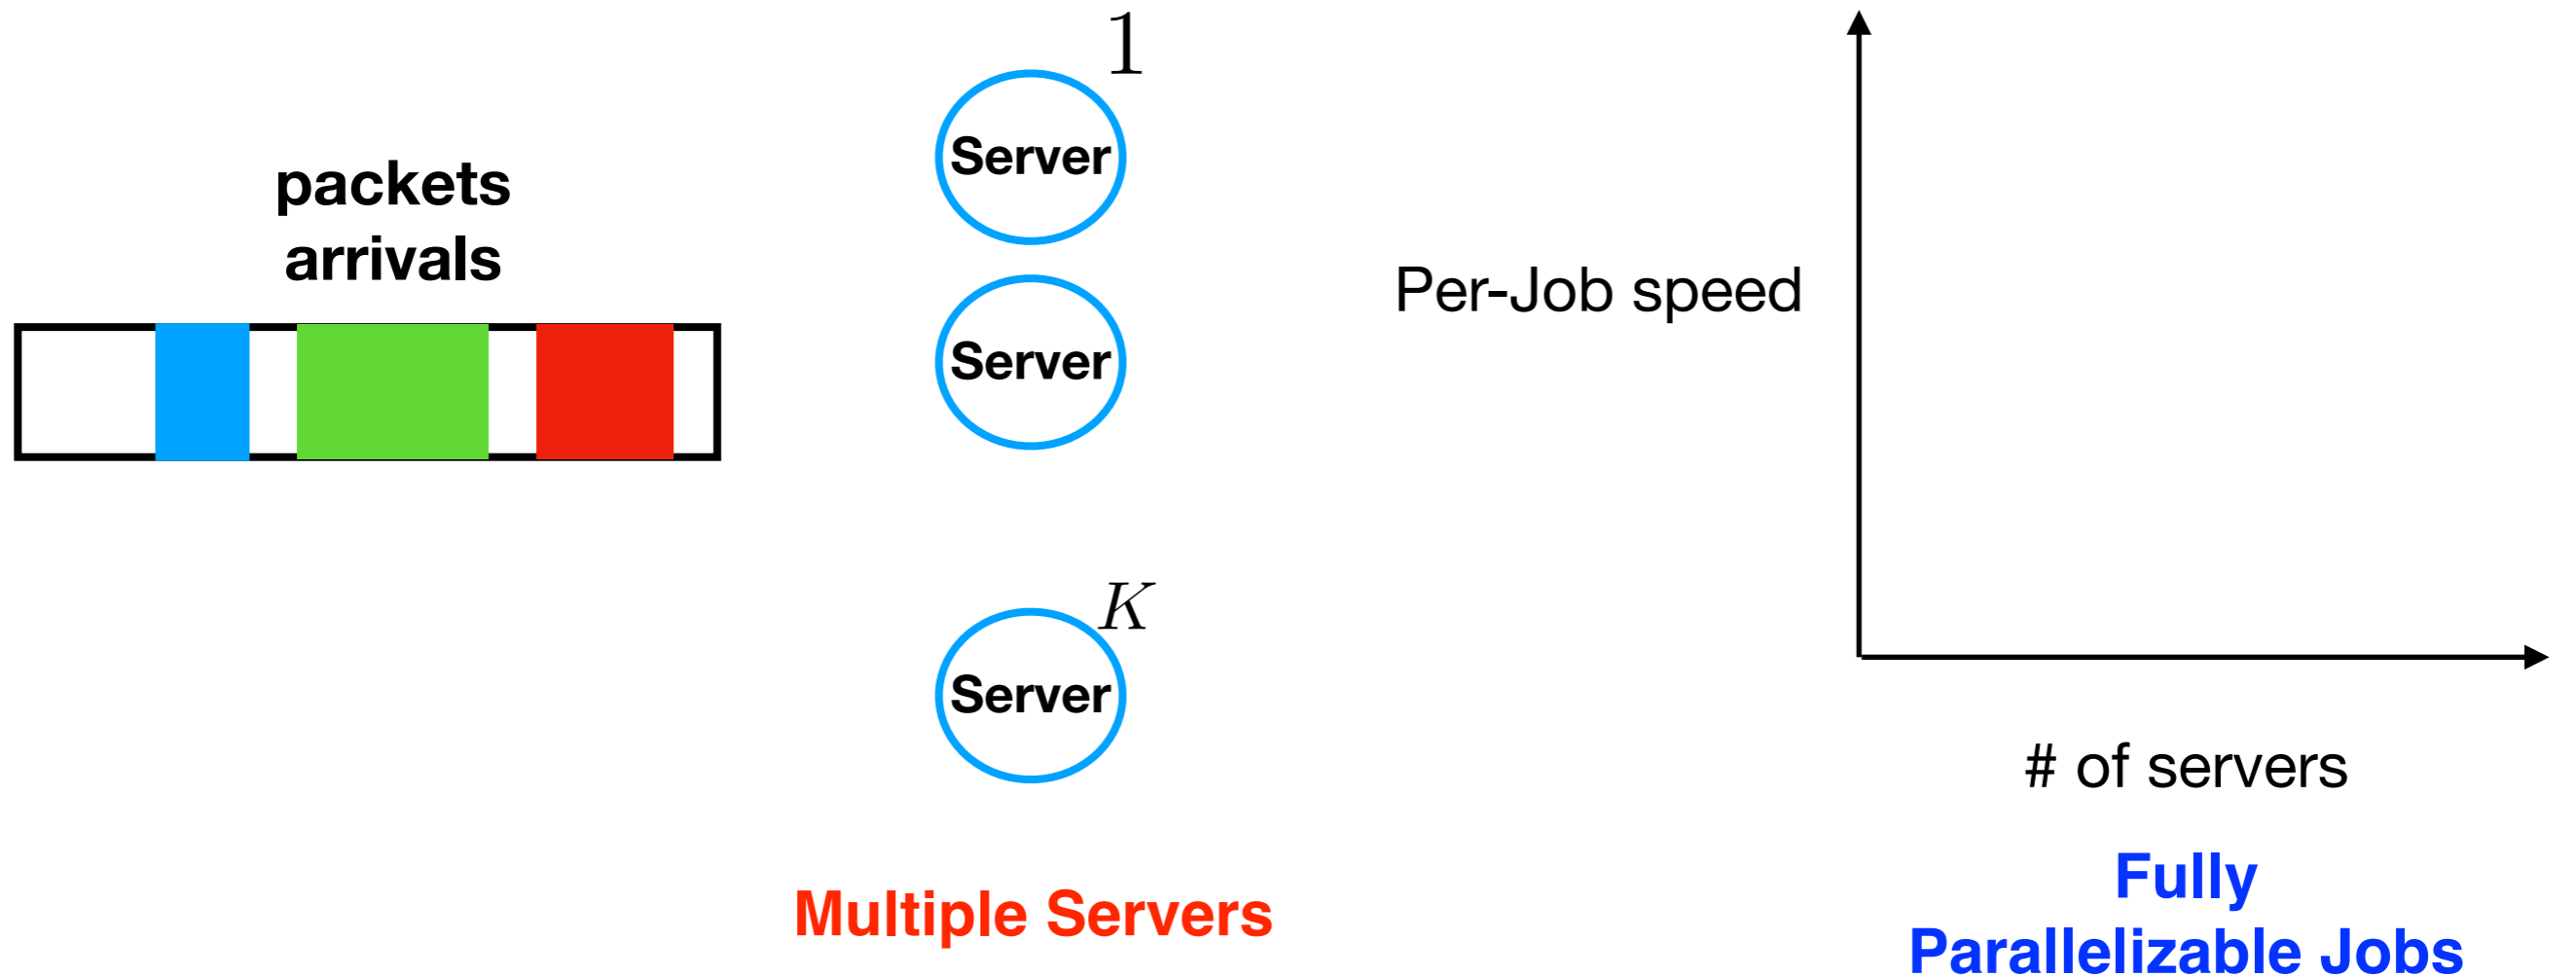 packets
arrivals
1
Server
Server
K
Server
Multiple Servers
Per-Job speed
# of servers
Fully
Parallelizable Jobs